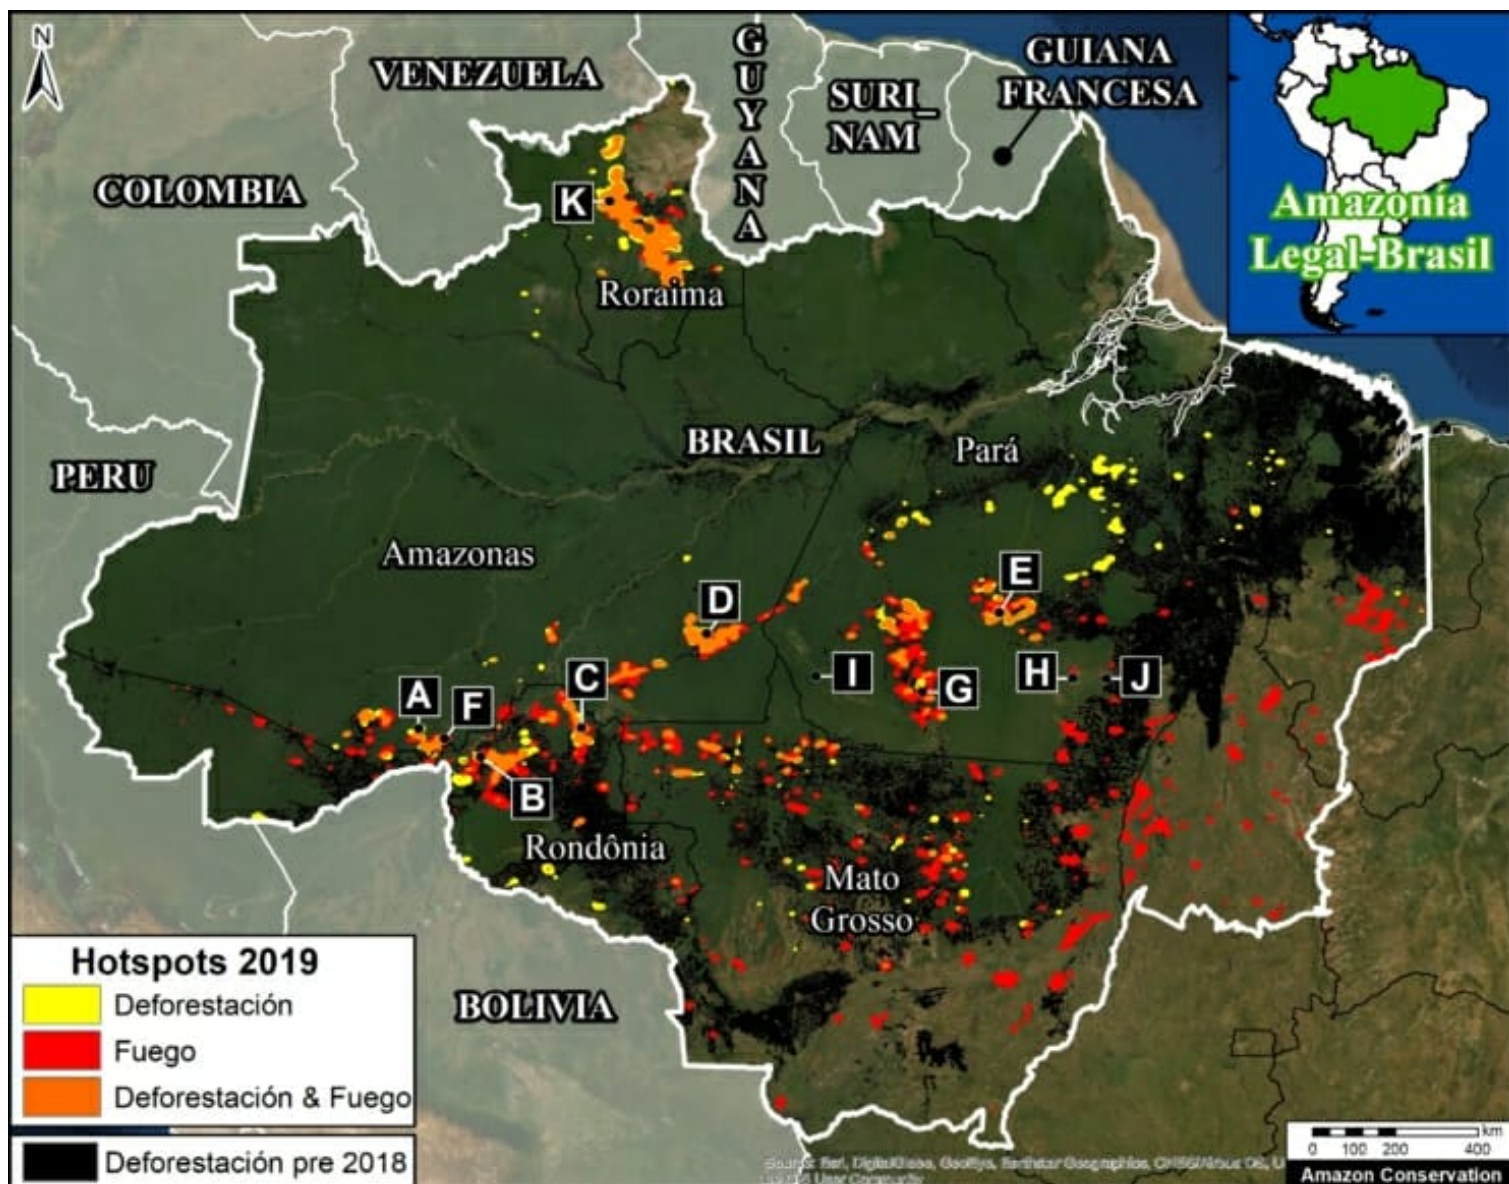 N
VENEZUELA
GUYANA
SURI_
NAM
GUIANA
FRANCESA
COLOMBIA
Amazonía
Legal-Brasil
K
Roraima
BRASIL
Pará
PERU
Amazonas
D
E
A
F
C
I
G
H
J
B
Rondônia
Mato
Grosso
BOLIVIA
Hotspots 2019
Deforestación
Fuego
Deforestación & Fuego
Deforestación pre 2018
km
0 100 200 400
Amazon Conservation